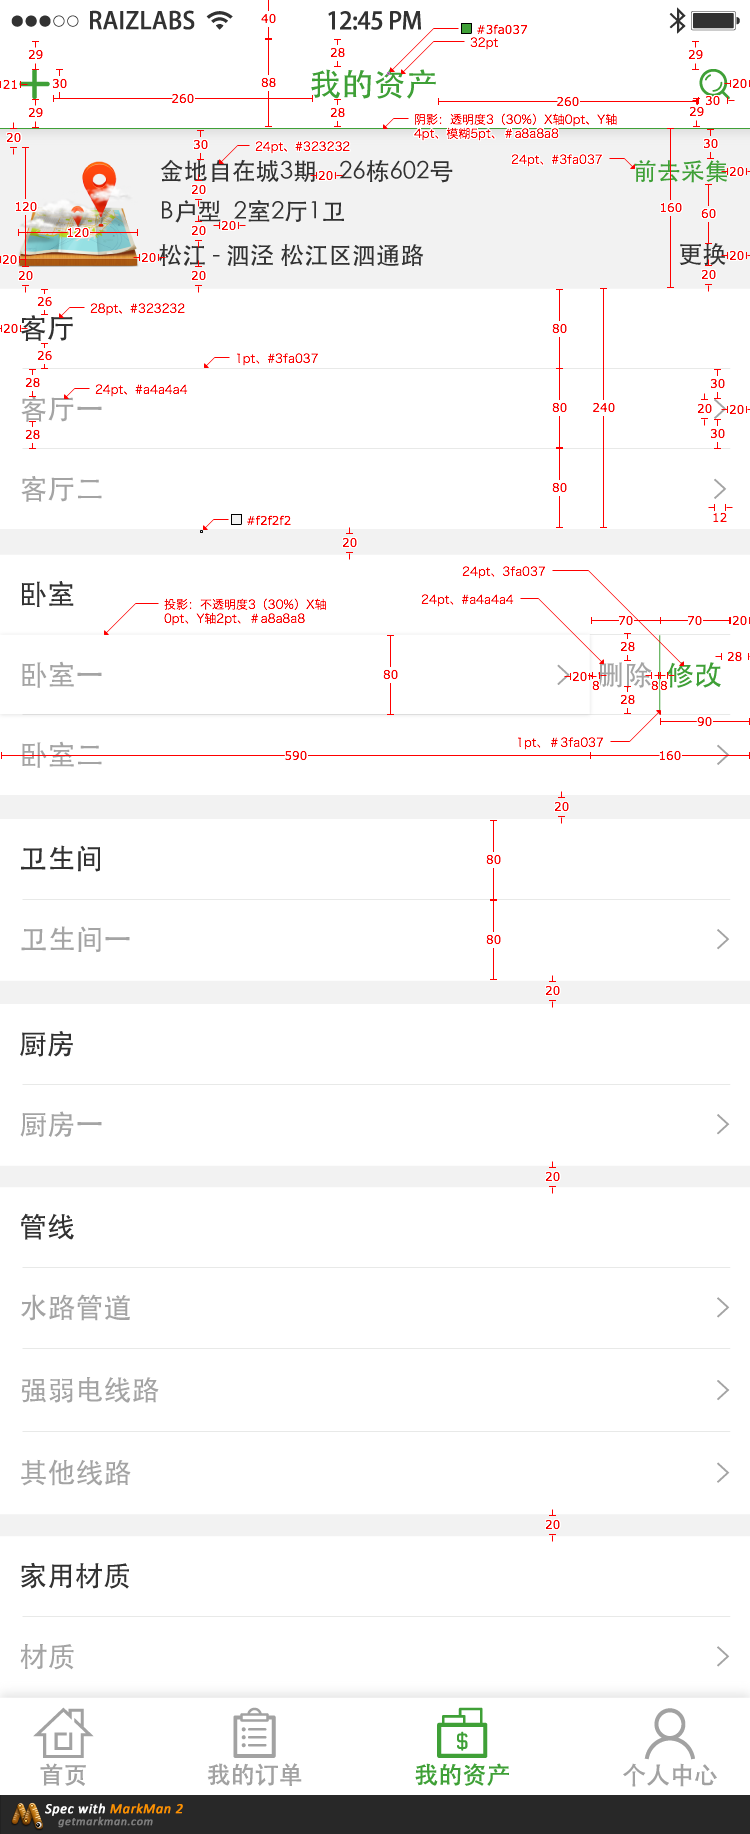 RAIZLABS 12:45 PM
40
#3fa037
32pt
29 28 29
21 30 88 我的资产 20
260 260 30
29 28 29
阴影：透明度3（30%）X轴0pt、Y轴
4pt，模糊5pt、#a8a8a8
20 30 24pt、#323232 24pt、#3fa037 30
金地自在城3期 20 26栋602号 前去采集 20
20
120 B户型 2室2厅1卫 160 60
120 20 20
20 20 松江 - 泗泾 松江区泗通路 更换 20
20 20 20
26 28pt、#323232
20 客厅 80
26 1pt、#3fa037
28 24pt、#a4a4a4 30
客厅一 80 240 20 20
28 30
客厅二 80
12
#f2f2f2
20
24pt、3fa037
卧室
投影：不透明度3（30%）X轴 24pt、#a4a4a4
0pt、Y轴2pt、#a8a8a8 70 70 20
28 28
卧室一 80 20 8 删除 8 8 修改
28
90
1pt、#3fa037
卧室二 590 160
20
卫生间 80
卫生间一 80
20
厨房
厨房一
20
管线
水路管道
强弱电线路
其他线路
20
家用材质
材质
$
首页 我的订单 我的资产 个人中心
Spec with MarkMan 2
getmarkman.com